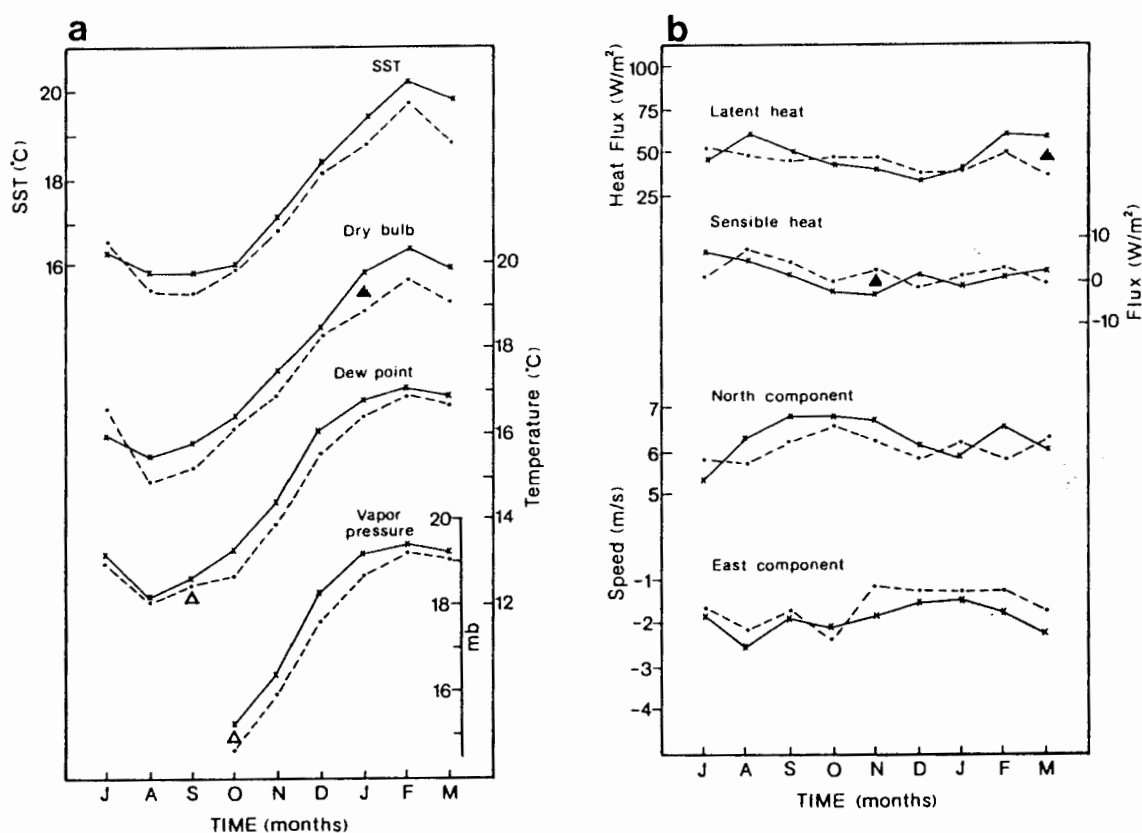 a
SST
20
18
16
SST (°C)
Dry bulb
20
18
16
14
12
Temperature (°C)
Dew point
Vapor
pressure
20
18
16
mb
J A S O N D J F M
TIME (months)
b
100
75
50
25
Heat Flux (W/m²)
Latent heat
Sensible heat
10
0
-10
Flux (W/m²)
North component
7
6
5
Speed (m/s)
East component
-1
-2
-3
-4
J A S O N D J F M
TIME (months)